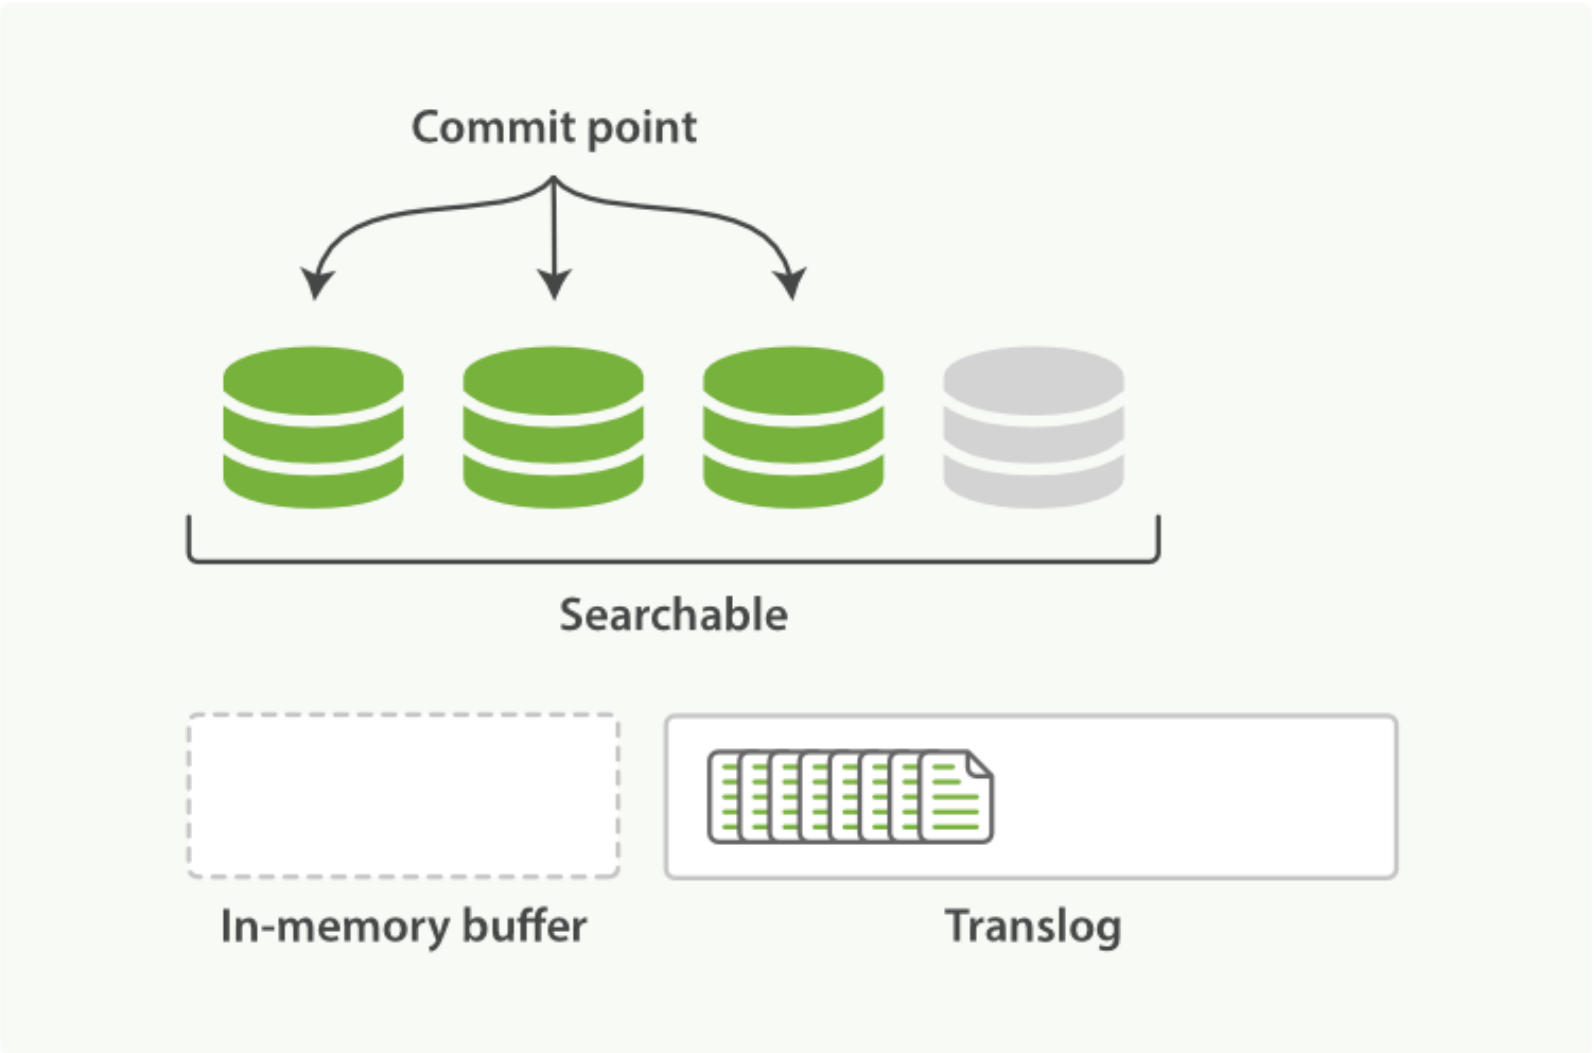 Commit point
Searchable
In-memory buffer
Translog